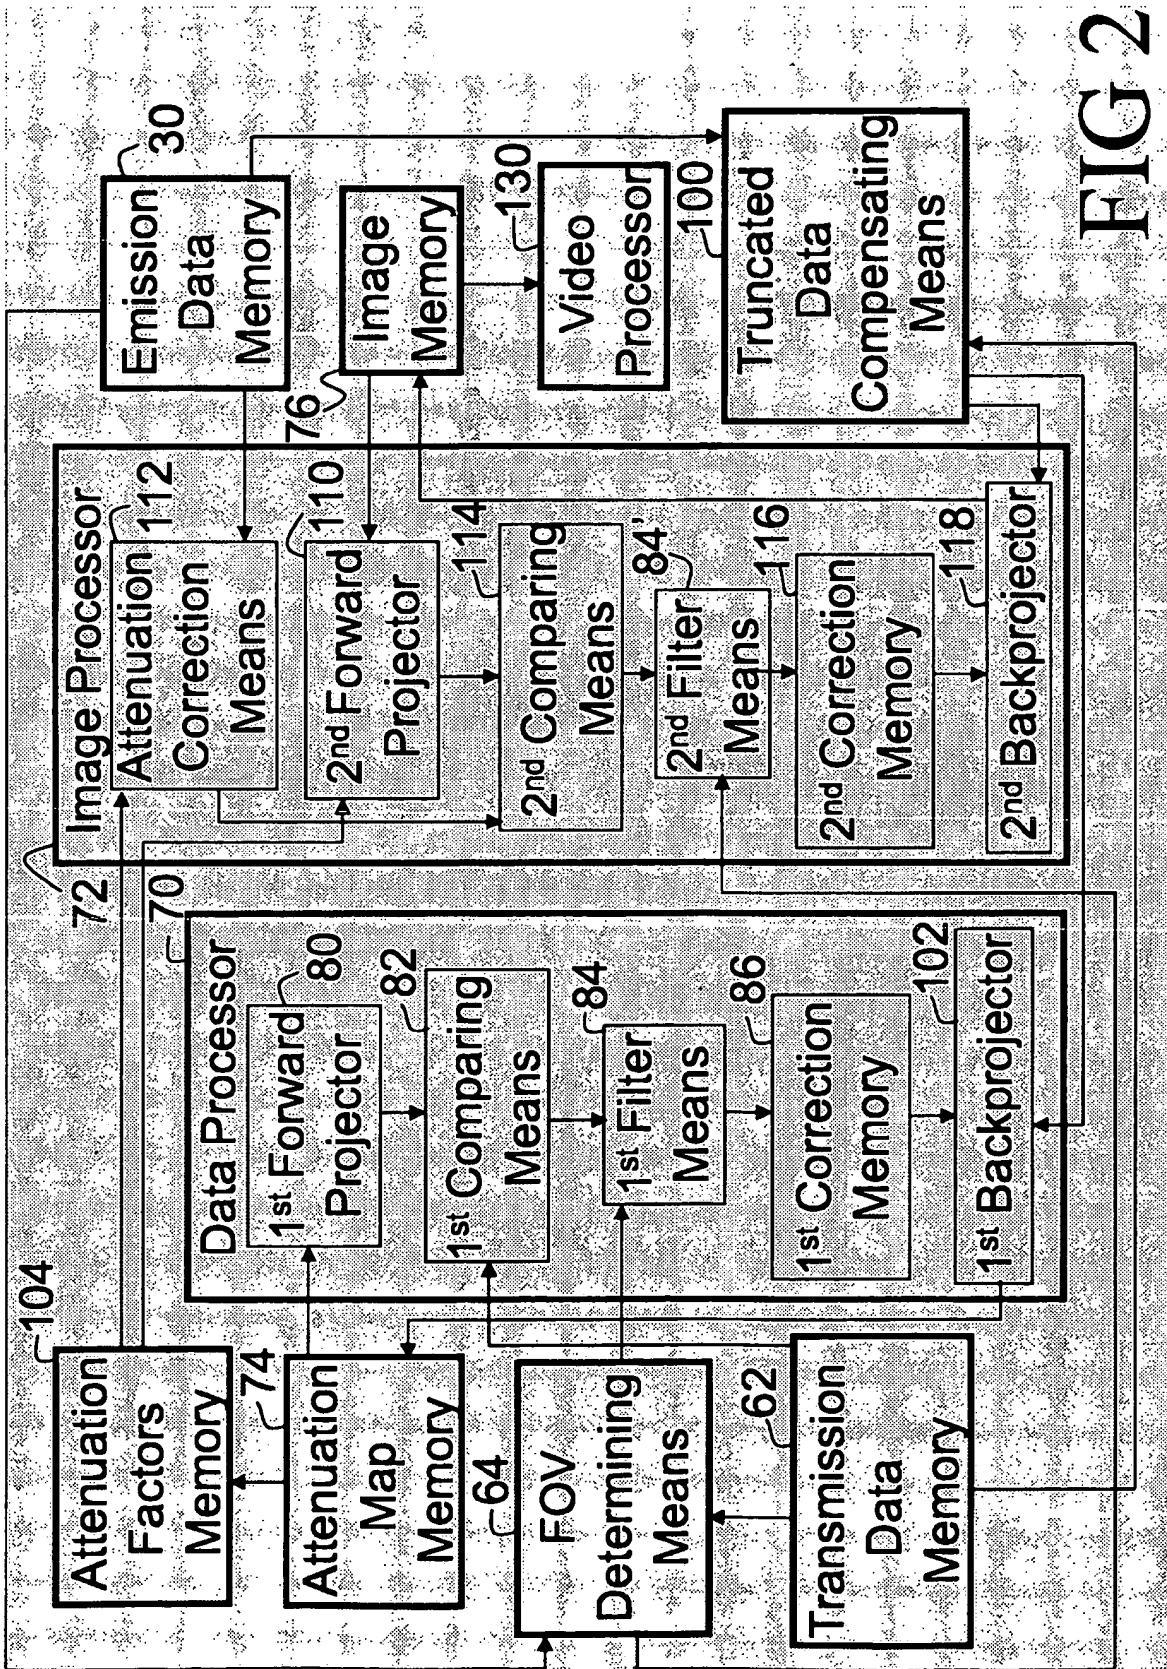 104
Attenuation
Factors
Memory
74
Attenuation
Map
Memory
64
FOV
Determining
Means
62
Transmission
Data
Memory
70
Data Processor
80
1st Forward
Projector
82
1st Comparing
Means
84
1st Filter
Means
86
1st Correction
Memory
102
1st Backprojector
72
Image Processor
112
Attenuation
Correction
Means
110
2nd Forward
Projector
114
2nd Comparing
Means
84'
2nd Filter
Means
116
2nd Correction
Memory
118
2nd Backprojector
30
Emission
Data
Memory
76
Image
Memory
130
Video
Processor
100
Truncated
Data
Compensating
Means
FIG 2